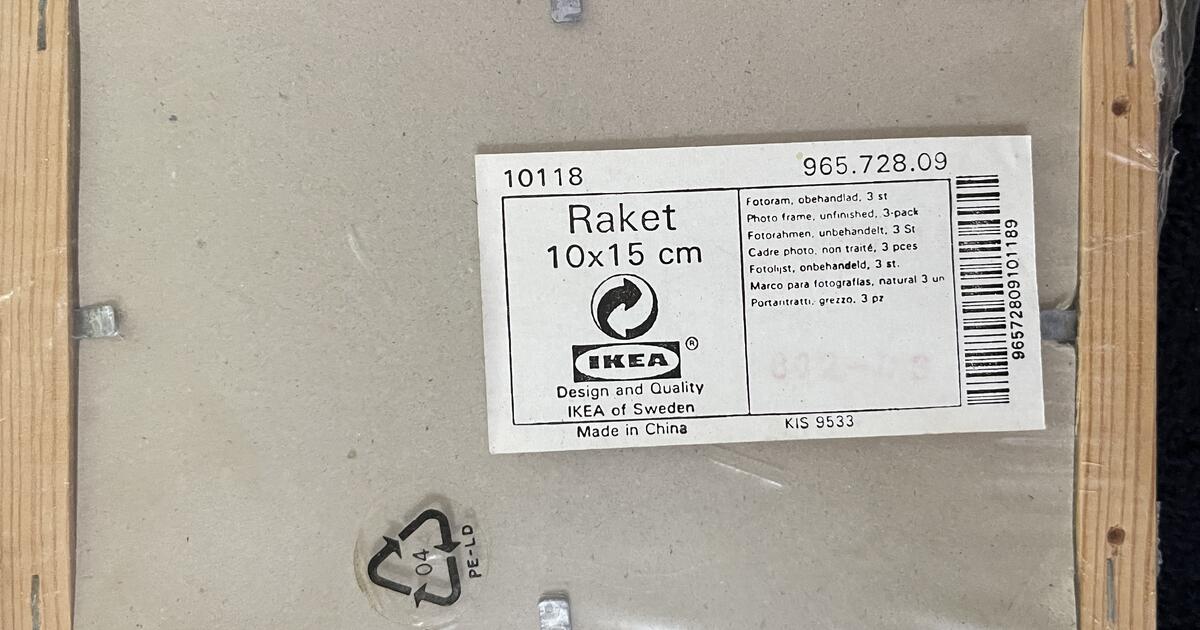 10118
965.728.09
Raket
10x15 cm
IKEA ®
Design and Quality
IKEA of Sweden
Made in China
Fotoram, obehandlad, 3 st
Photo frame, unfinished, 3-pack
Fotorahmen, unbehandelt, 3 St
Cadre photo, non traité, 3 pces
Fotolijst, onbehandeld, 3 st.
Marco para fotografías, natural 3 un
Portaritratti, grezzo, 3 pz
KIS 9533
96572809101189
04
PE-LD